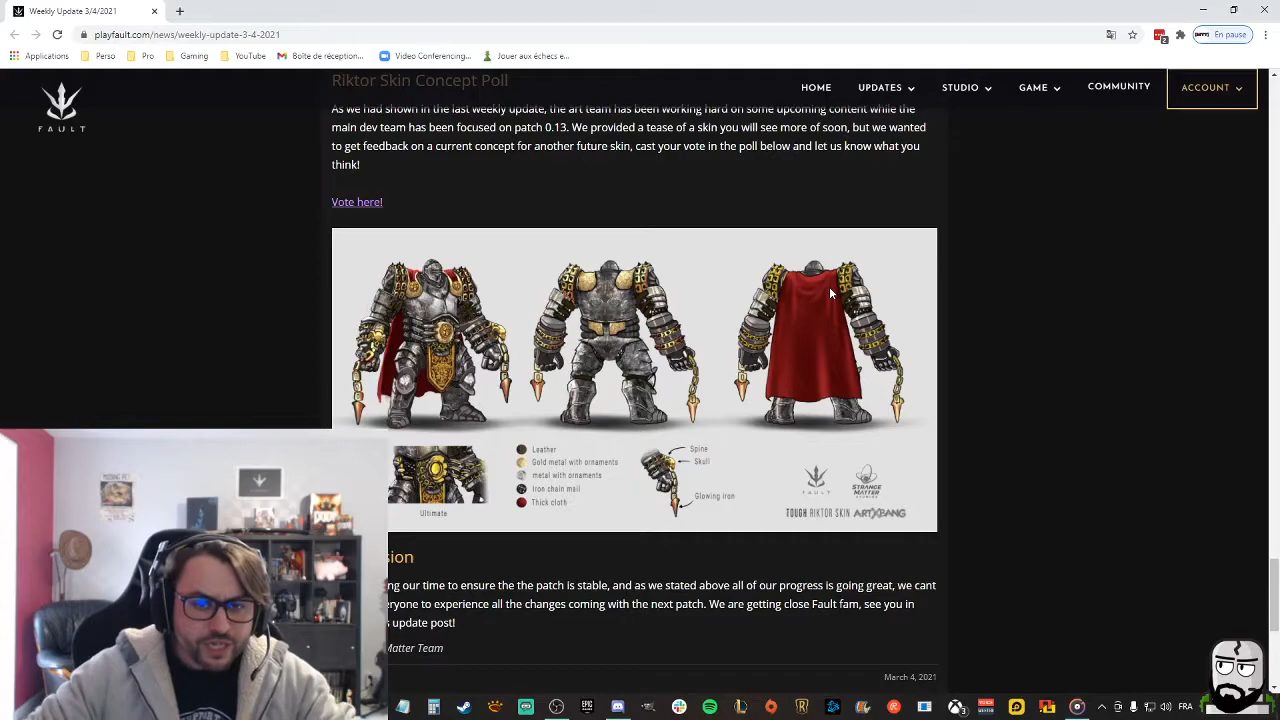 Weekly Update 3/4/2021
playfault.com/news/weekly-update-3-4-2021
2
En pause
Applications
Perso
Pro
Gaming
YouTube
Boîte de réception...
Video Conferencing...
Jouer aux échecs e...
Riktor Skin Concept Poll
FAULT
HOME
UPDATES
STUDIO
GAME
COMMUNITY
ACCOUNT
As we had shown in the last weekly update, the art team has been working hard on some upcoming content while the
main dev team has been focused on patch 0.13. We provided a tease of a skin you will see more of soon, but we wanted
to get feedback on a current concept for another future skin, cast your vote in the poll below and let us know what you
think!
Vote here!
Ultimate
Leather
Gold metal with ornaments
metal with ornaments
Iron chain mail
Thick cloth
Spine
Skull
Glowing iron
FAULT
STRANGE
MATTER
STUDIOS
TOUGH RIKTOR SKIN ARTXBANG
sion
ng our time to ensure the the patch is stable, and as we stated above all of our progress is going great, we cant
eryone to experience all the changes coming with the next patch. We are getting close Fault fam, see you in
s update post!
Matter Team
March 4, 2021
EPIC
3
VOICE
FRA